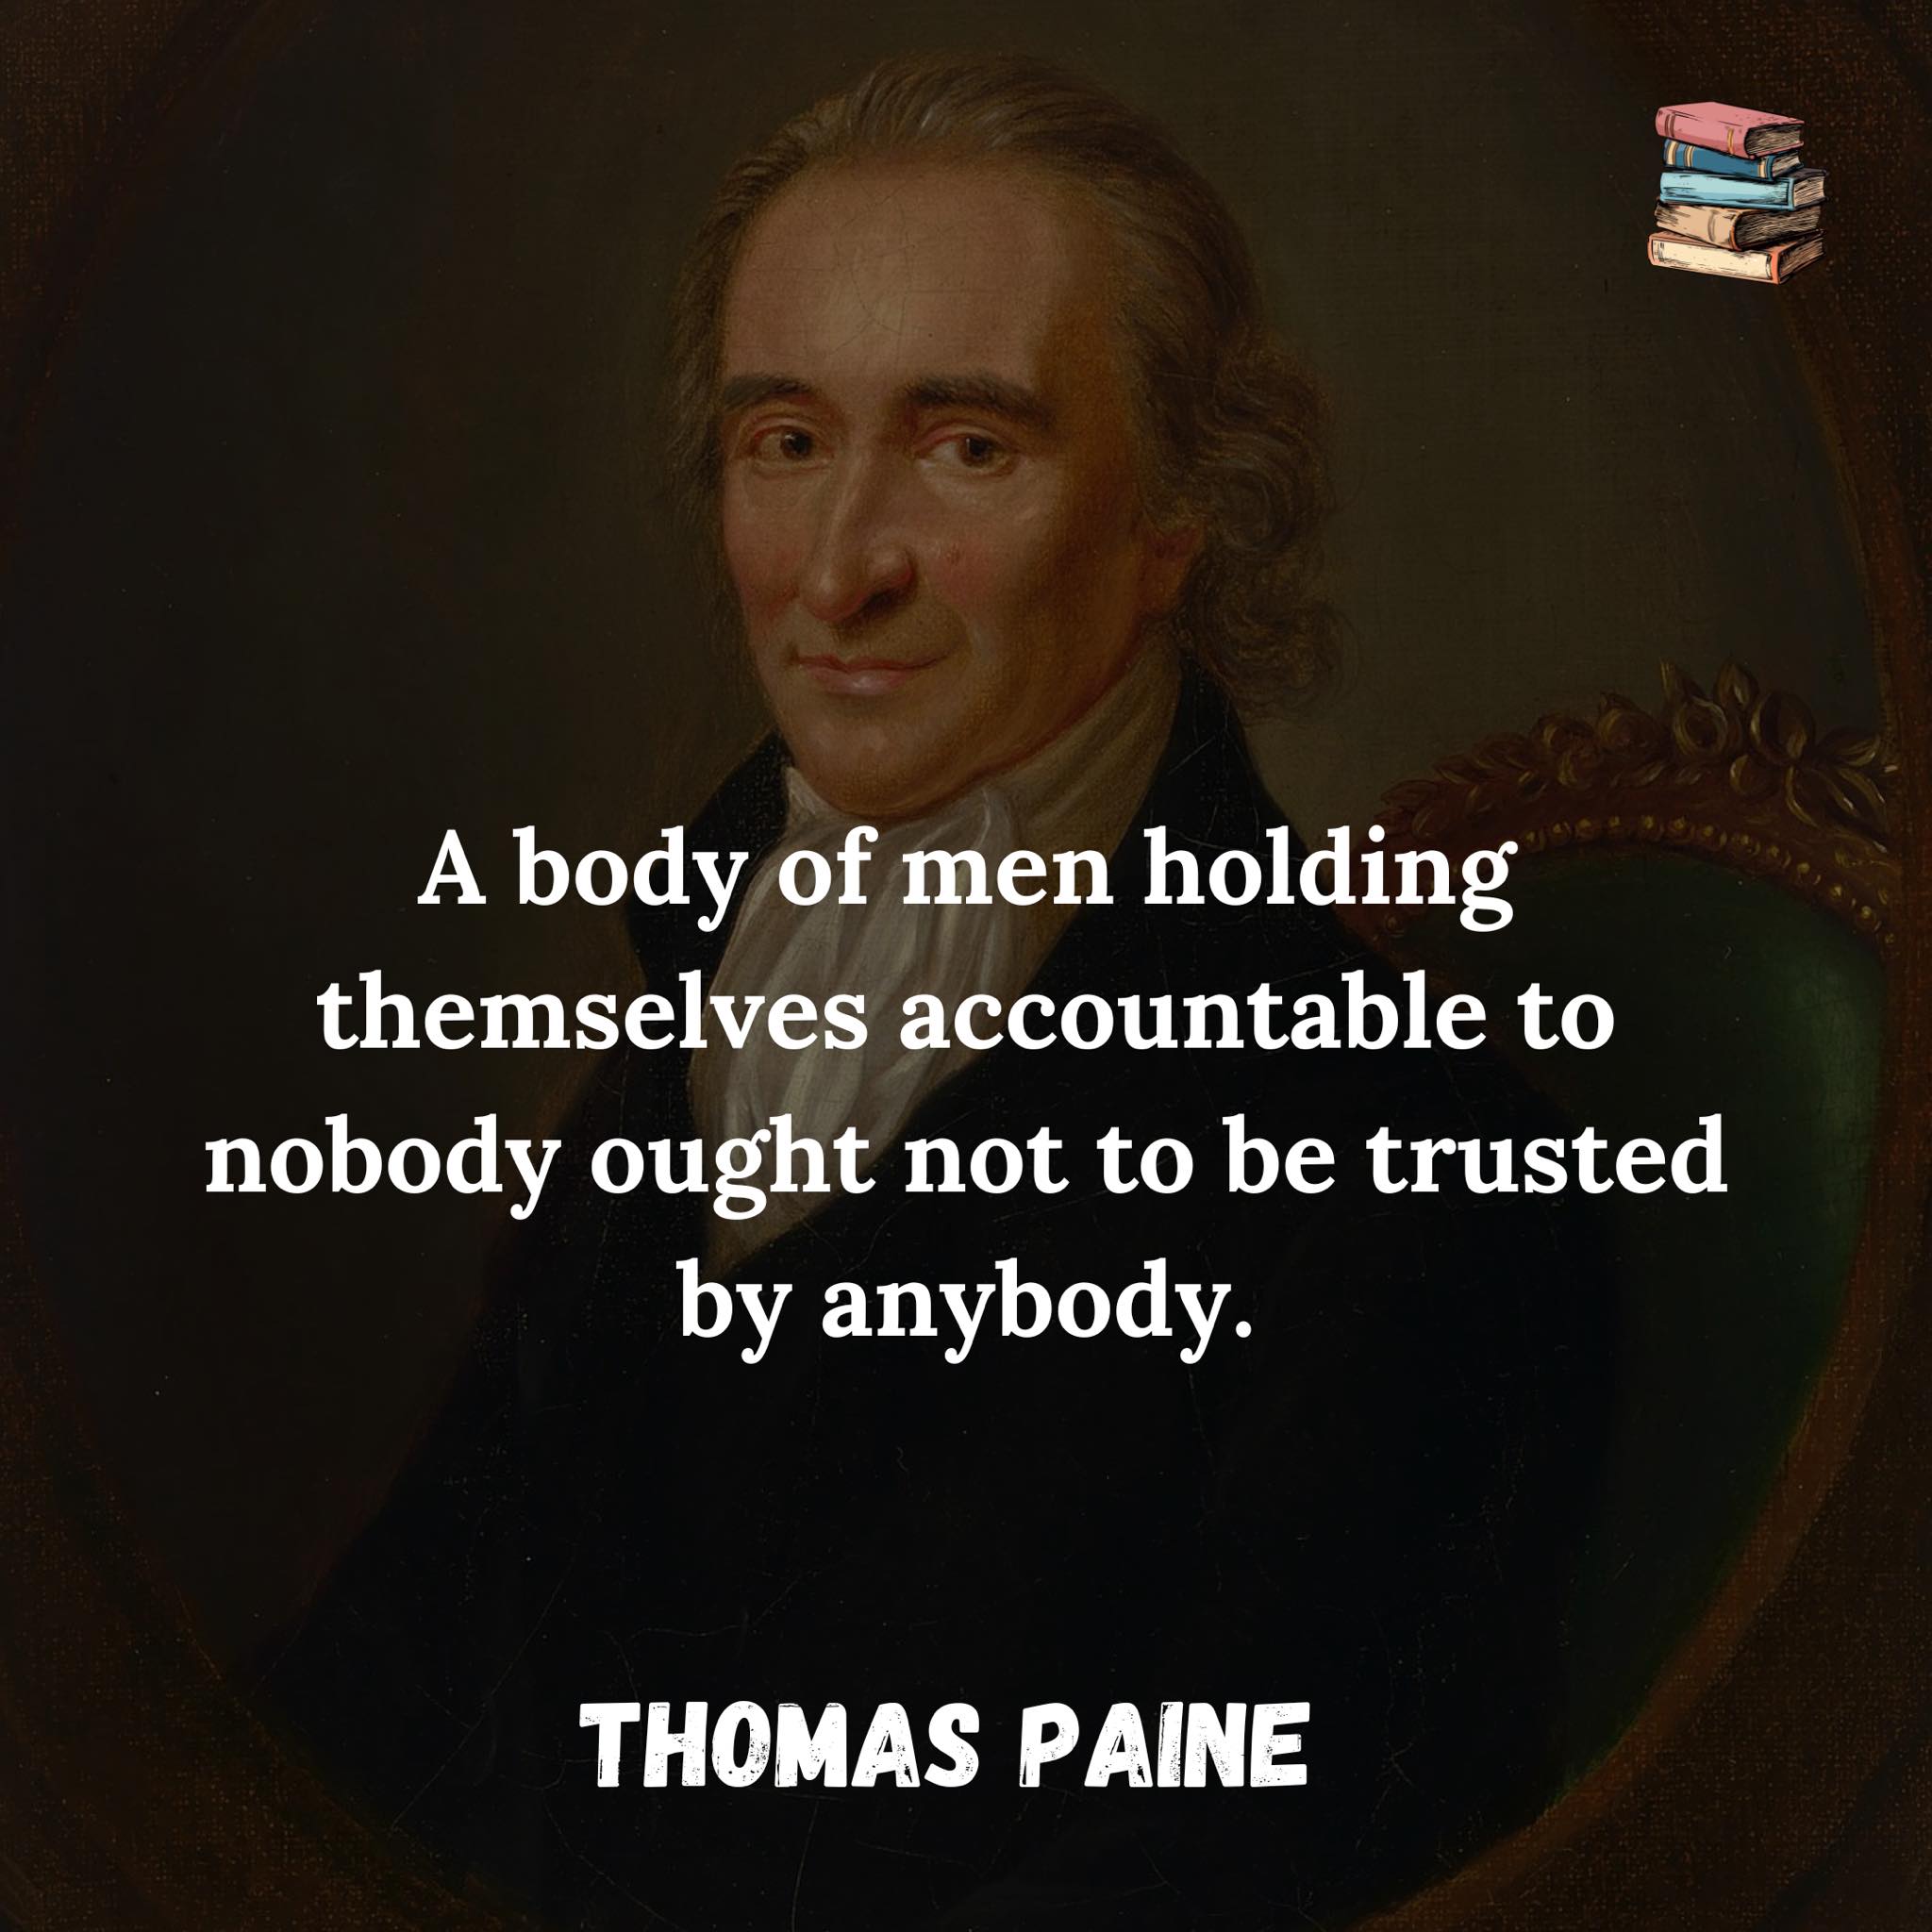 A body of men holding
themselves accountable to
nobody ought not to be trusted
by anybody.
THOMAS PAINE